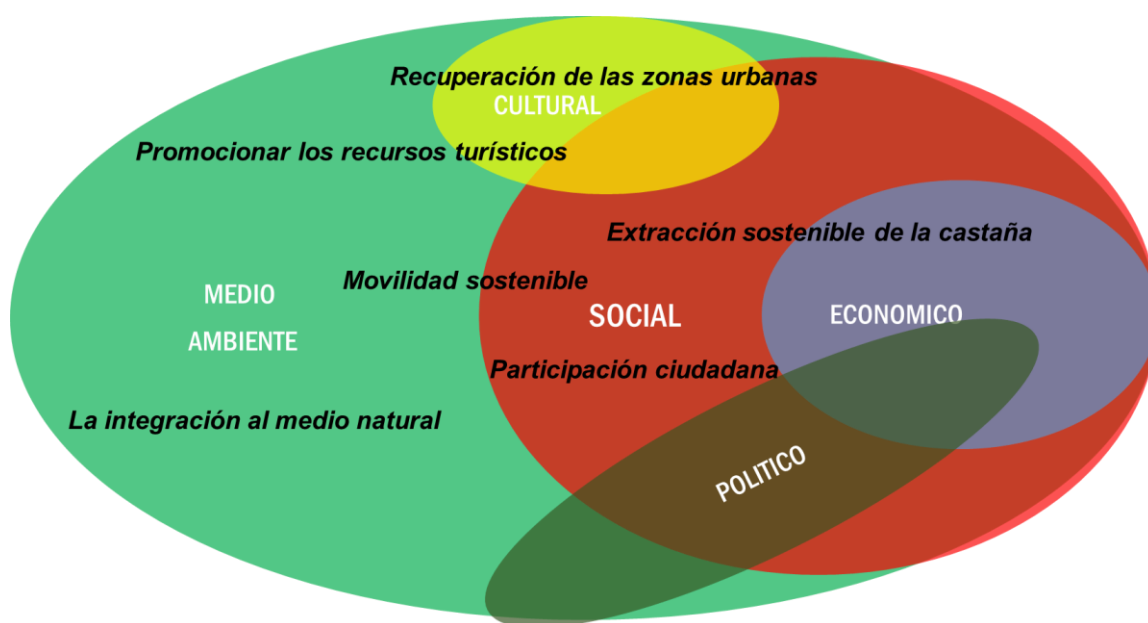 Recuperación de las zonas urbanas
CULTURAL
Promocionar los recursos turísticos
Extracción sostenible de la castaña
Movilidad sostenible
MEDIO
AMBIENTE
SOCIAL
ECONOMICO
Participación ciudadana
La integración al medio natural
POLITICO